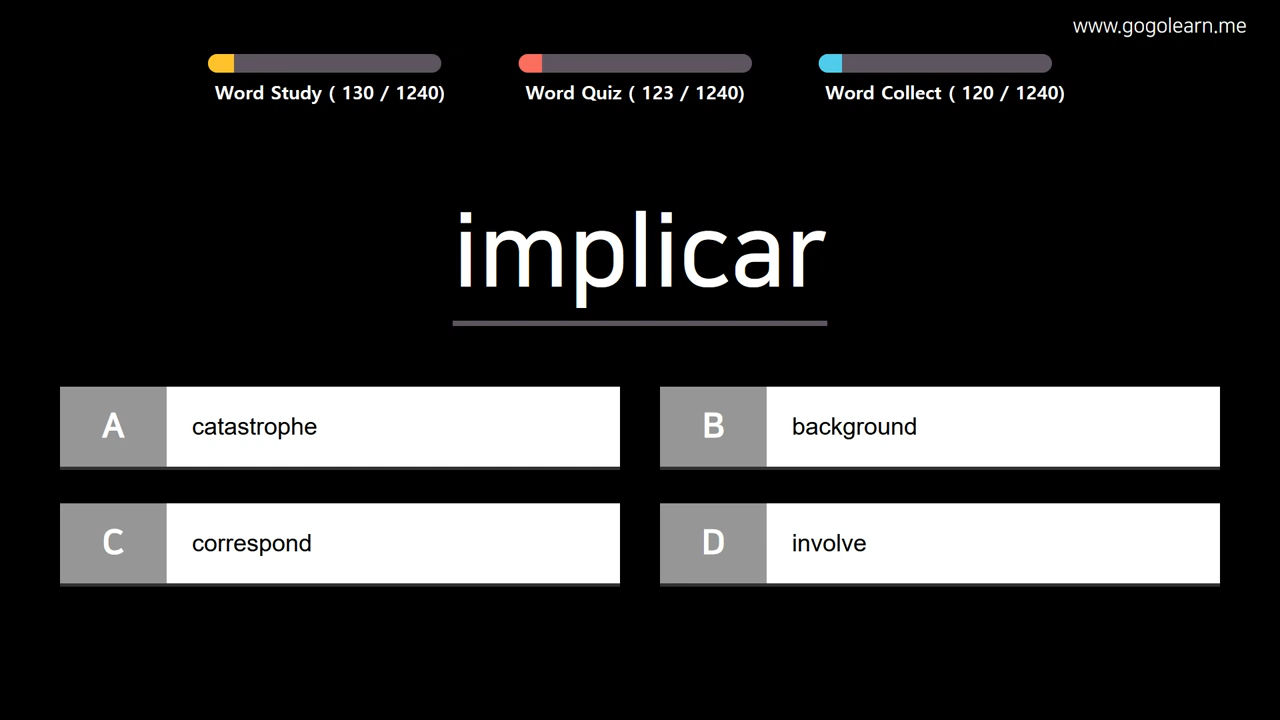 www.gogolearn.me
Word Study ( 130 / 1240)
Word Quiz ( 123 / 1240)
Word Collect ( 120 / 1240)
implicar
A catastrophe
B background
C correspond
D involve